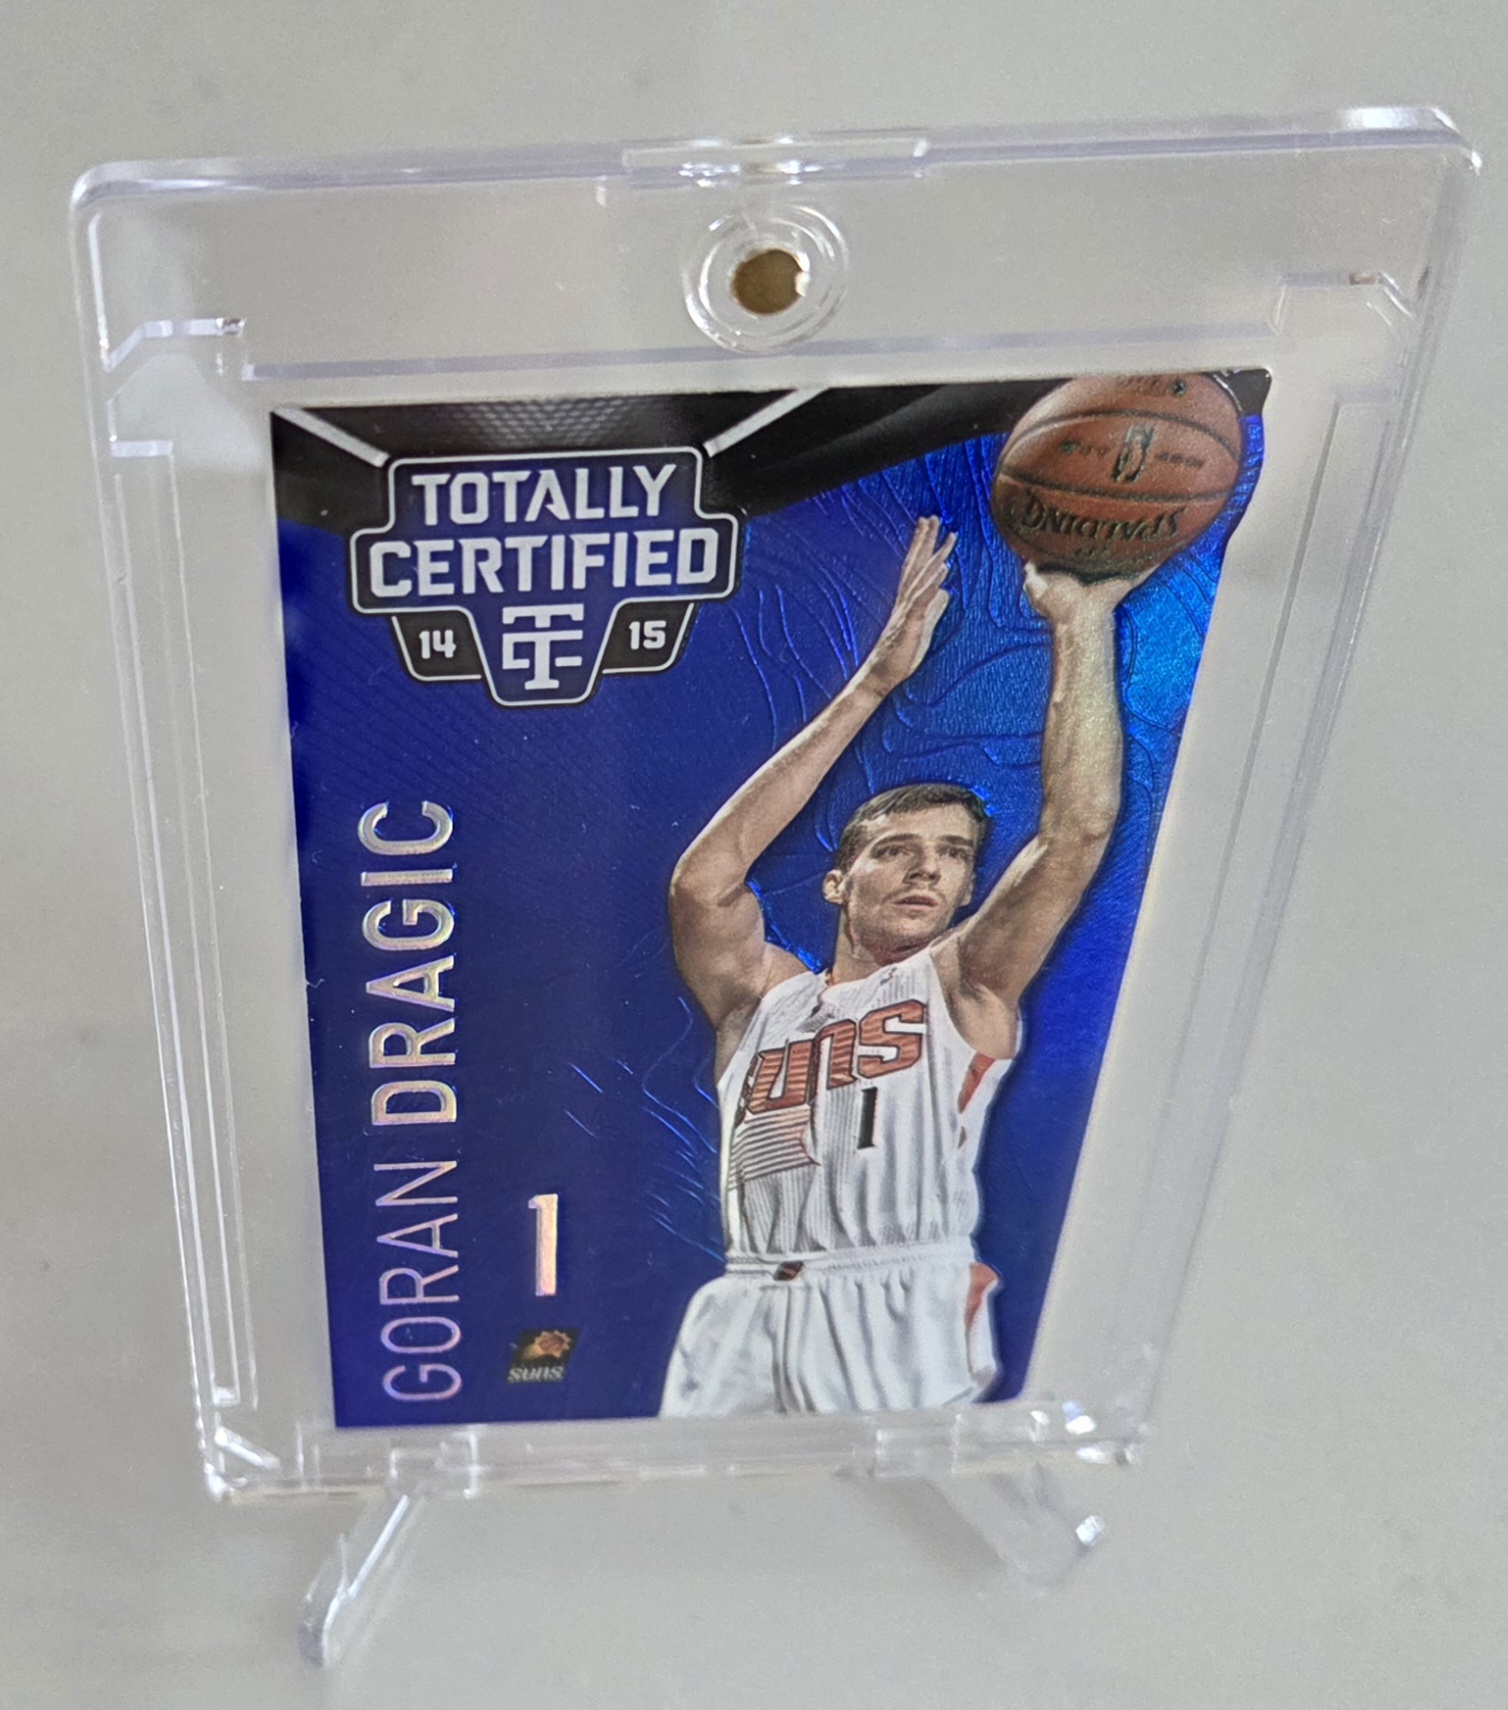 TOTALLY
CERTIFIED
14 15
SPALDING
GORAN DRAGIC
SUNS
1
1
SUNS